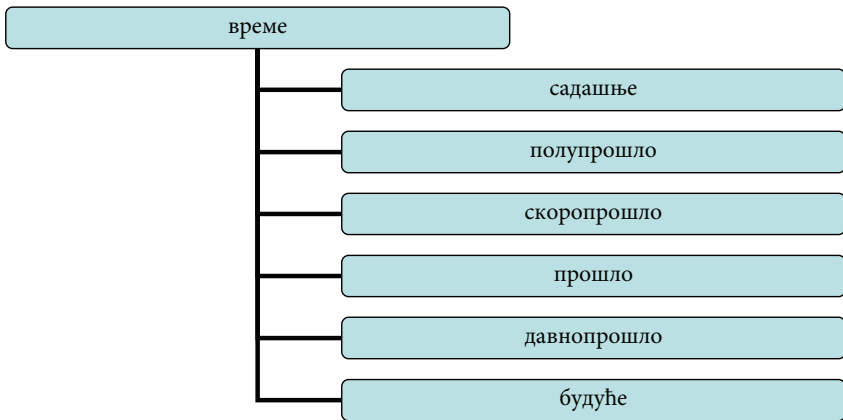 време
садашње
полупрошло
скоропрошло
прошло
давнопрошло
будуће